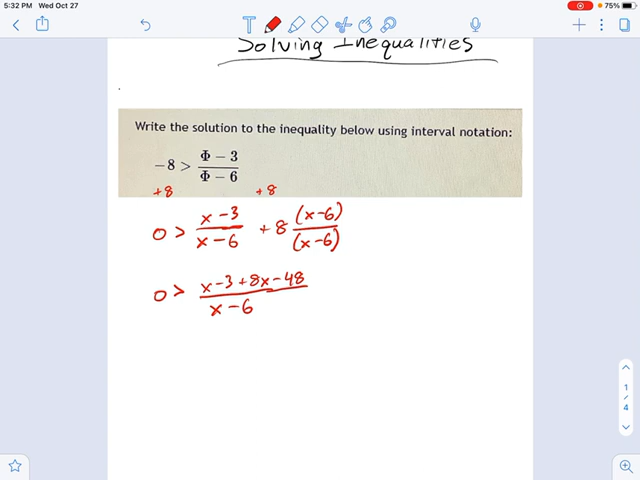 5:32 PM Wed Oct 27
75%
T
Solving Inequalities
Write the solution to the inequality below using interval notation:
-8 > (Φ - 3)/(Φ - 6)
+8 +8
0 > (x-3)/(x-6) + 8 (x-6)/(x-6)
0 > (x-3+8x-48)/(x-6)
1
/
4